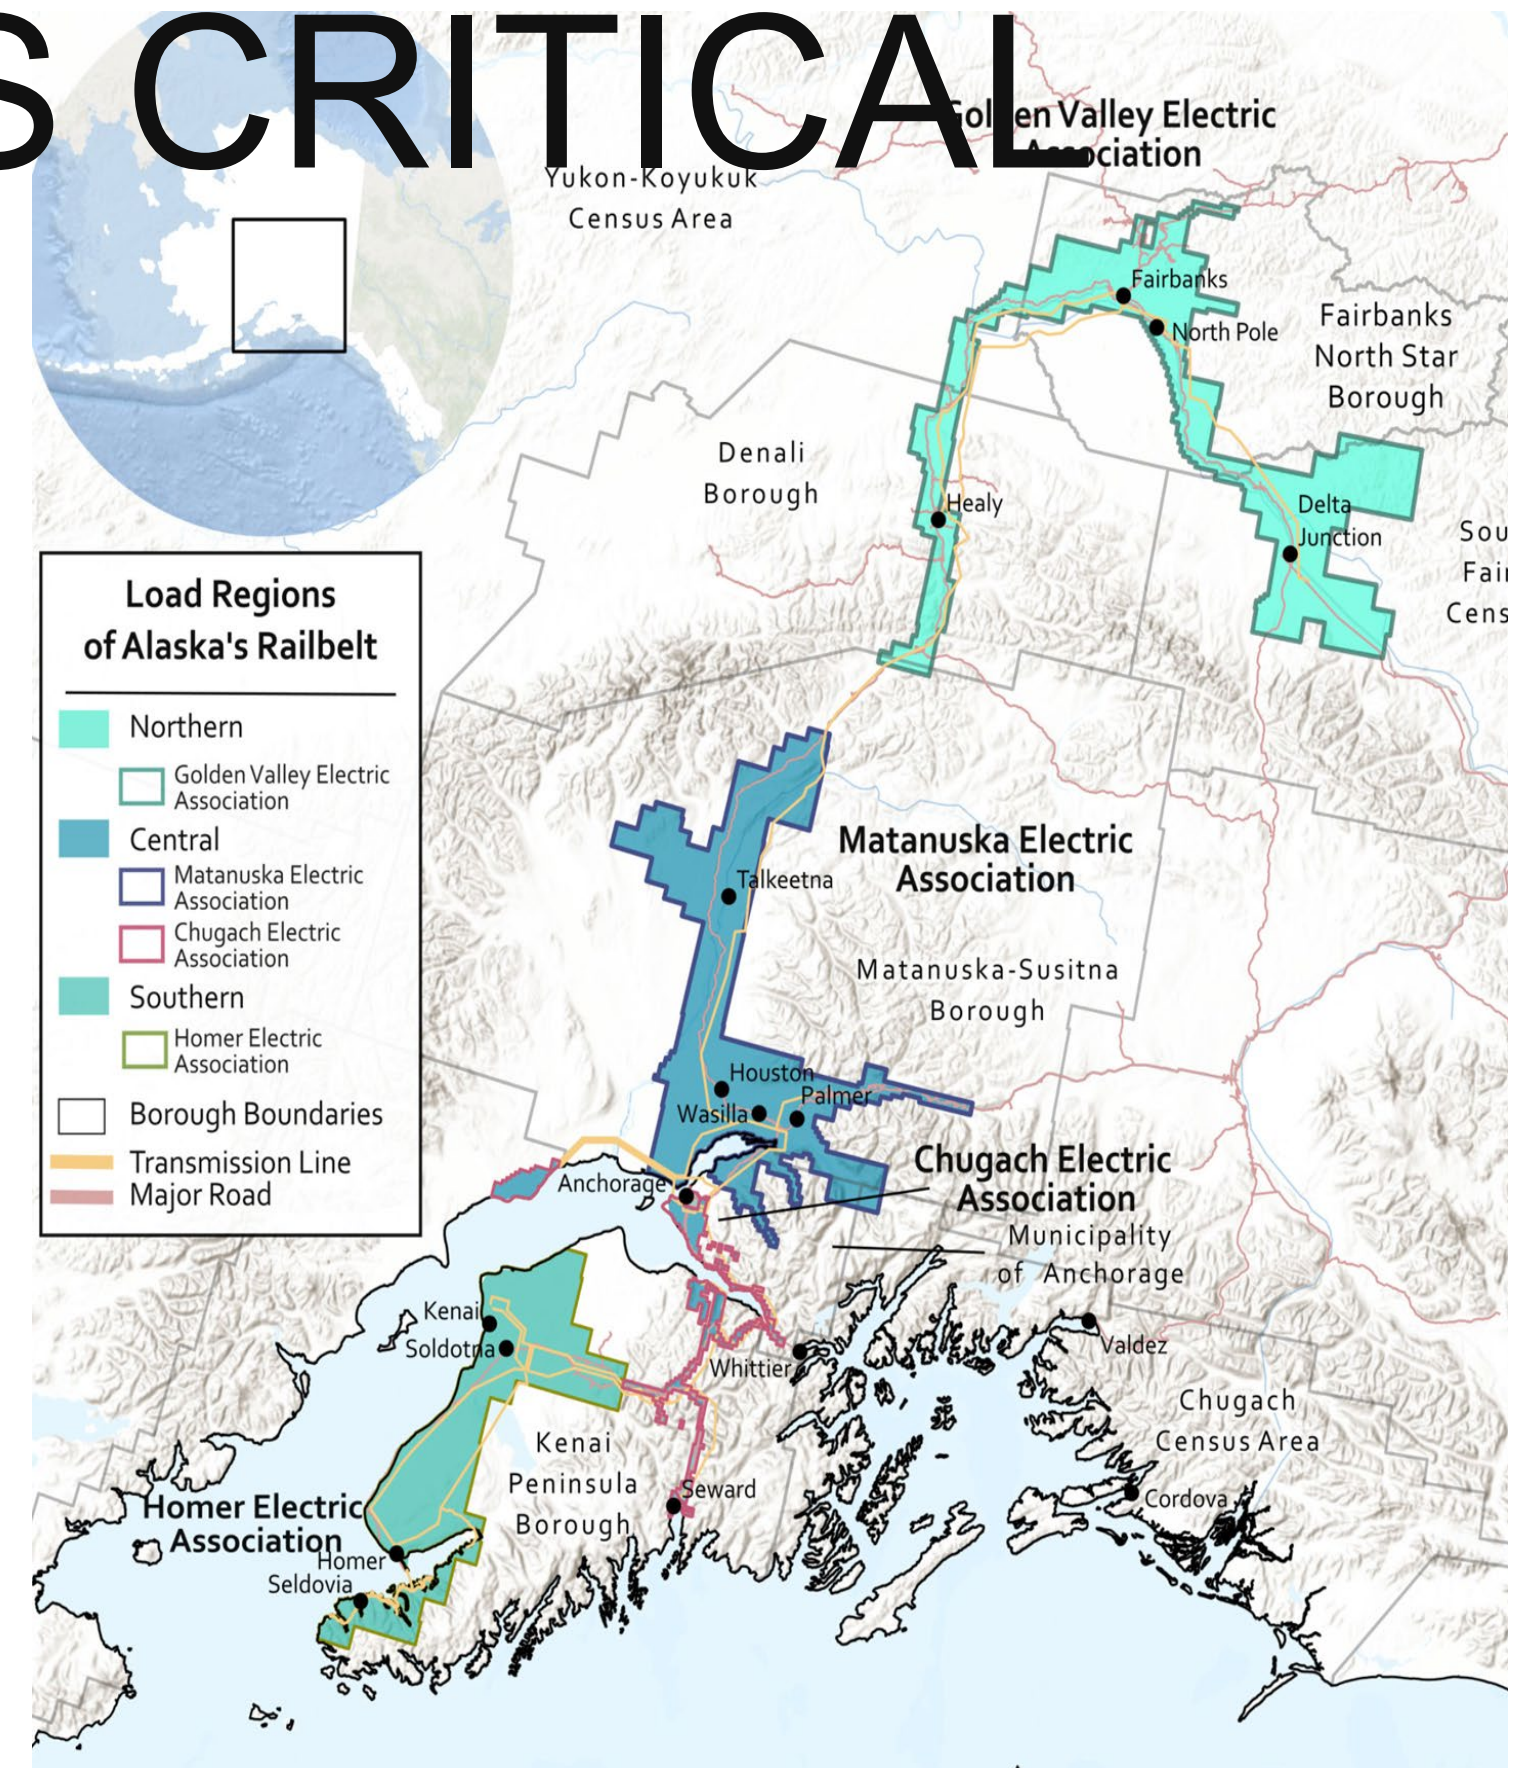 S CRITICAL
Golden Valley Electric
Association
Yukon-Koyukuk
Census Area
Fairbanks
North Pole
Fairbanks
North Star
Borough
Denali
Borough
Healy
Delta
Junction
Sou
Fair
Cens
Load Regions
of Alaska's Railbelt
Northern
Golden Valley Electric
Association
Central
Matanuska Electric
Association
Chugach Electric
Association
Southern
Homer Electric
Association
Borough Boundaries
Transmission Line
Major Road
Matanuska Electric
Association
Talkeetna
Matanuska-Susitna
Borough
Houston
Palmer
Wasilla
Chugach Electric
Association
Anchorage
Municipality
of Anchorage
Kenai
Soldotna
Whittier
Valdez
Chugach
Census Area
Kenai
Peninsula
Borough
Seward
Cordova
Homer Electric
Association
Homer
Seldovia